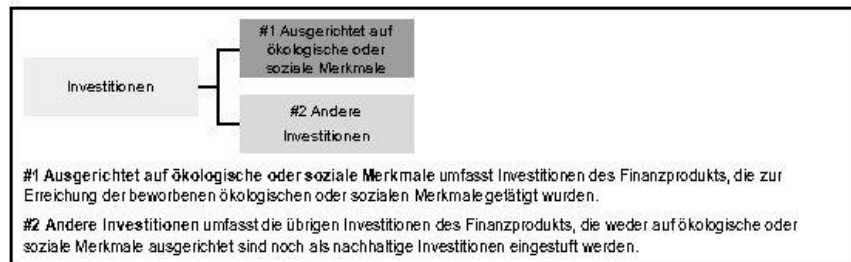 #1 Ausgerichtet auf
ökologische oder
soziale Merkmale
Investitionen
#2 Andere
Investitionen
#1 Ausgerichtet auf ökologische oder soziale Merkmale umfasst Investitionen des Finanzprodukts, die zur
Erreichung der beworbenen ökologischen oder sozialen Merkmale getätigt wurden.
#2 Andere Investitionen umfasst die übrigen Investitionen des Finanzprodukts, die weder auf ökologische oder
soziale Merkmale ausgerichtet sind noch als nachhaltige Investitionen eingestuft werden.